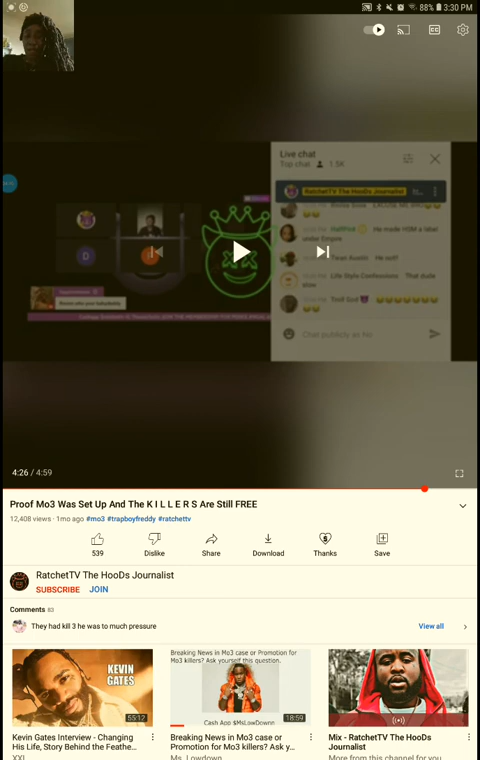 88% 3:30 PM
CC
Live chat
Top chat 1.5K
RatchetTV The HooDs Journalist
He made HSM a label
under Empire
He soft
Life Style Confessions That dude
slow
Troll God
D
Chat publicly as
4:26 / 4:59
Proof Mo3 Was Set Up And The K I L L E R S Are Still FREE
12,408 views · 1mo ago #mo3 #trapboyfreddy #ratchettv
539 Dislike Share Download Thanks Save
RatchetTV The HooDs Journalist
SUBSCRIBE JOIN
Comments 83
They had kill 3 he was to much pressure View all
KEVIN
GATES
55:12
Kevin Gates Interview - Changing
His Life, Story Behind the Feathe...
XXL
Breaking News in Mo3 case or Promotion
for Mo3 killers? Ask yourself this question.
Cash App $MsLowDown
18:59
Breaking News in Mo3 case or
Promotion for Mo3 killers? Ask y...
Ms. Lowdown
Mix - RatchetTV The HooDs
Journalist
More from this channel for you